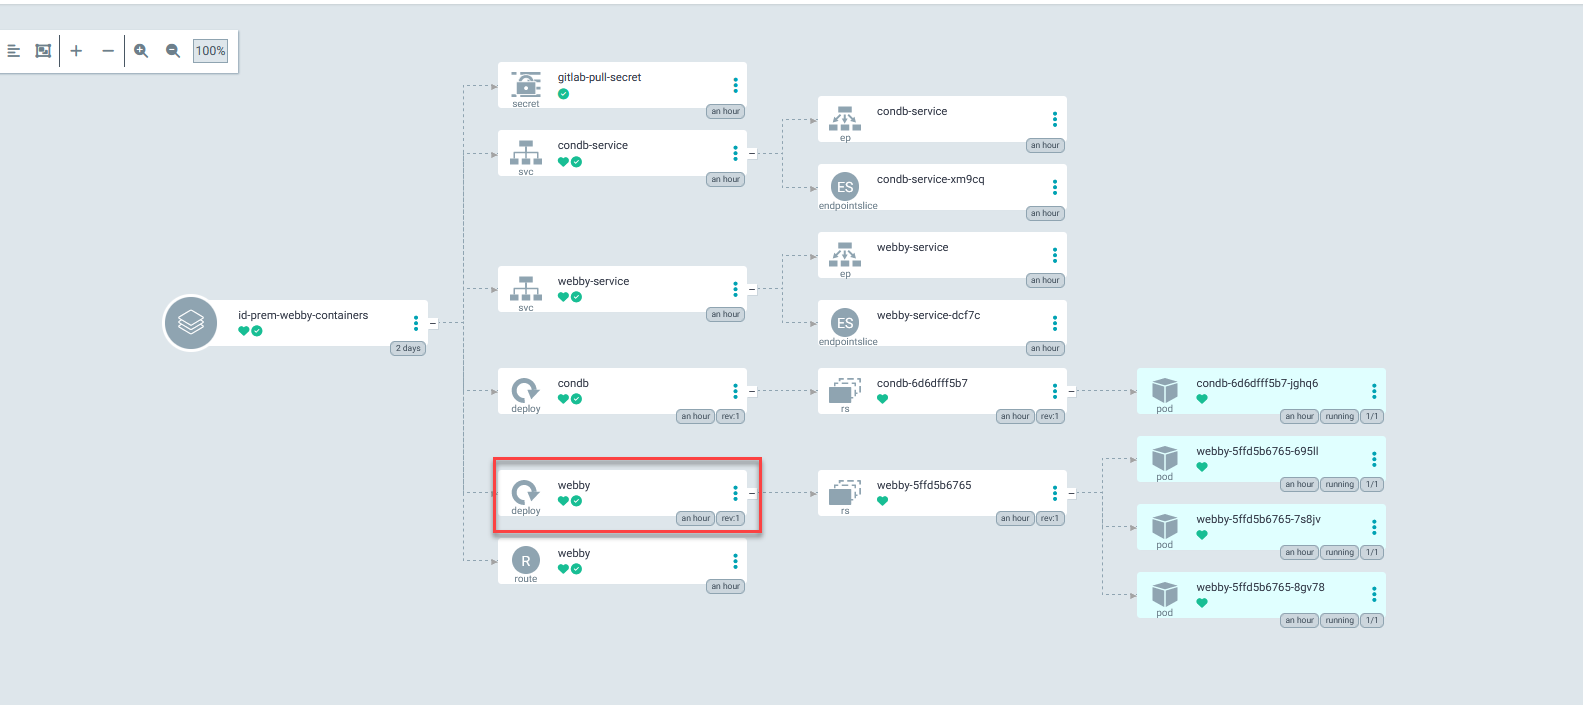 100%
gitlab-pull-secret
secret
an hour
condb-service
svc
an hour
condb-service
ep
an hour
ES
condb-service-xm9cq
endpointslice
an hour
webby-service
ep
an hour
webby-service
svc
an hour
ES
webby-service-dcf7c
endpointslice
an hour
id-prem-webby-containers
2 days
condb
deploy
an hour rev:1
condb-6d6dfff5b7
rs
an hour rev:1
condb-6d6dfff5b7-jghq6
pod
an hour running 1/1
webby
deploy
an hour rev:1
webby-5ffd5b6765
rs
an hour rev:1
webby-5ffd5b6765-695ll
pod
an hour running 1/1
webby-5ffd5b6765-7s8jv
pod
an hour running 1/1
R
webby
route
an hour
webby-5ffd5b6765-8gv78
pod
an hour running 1/1